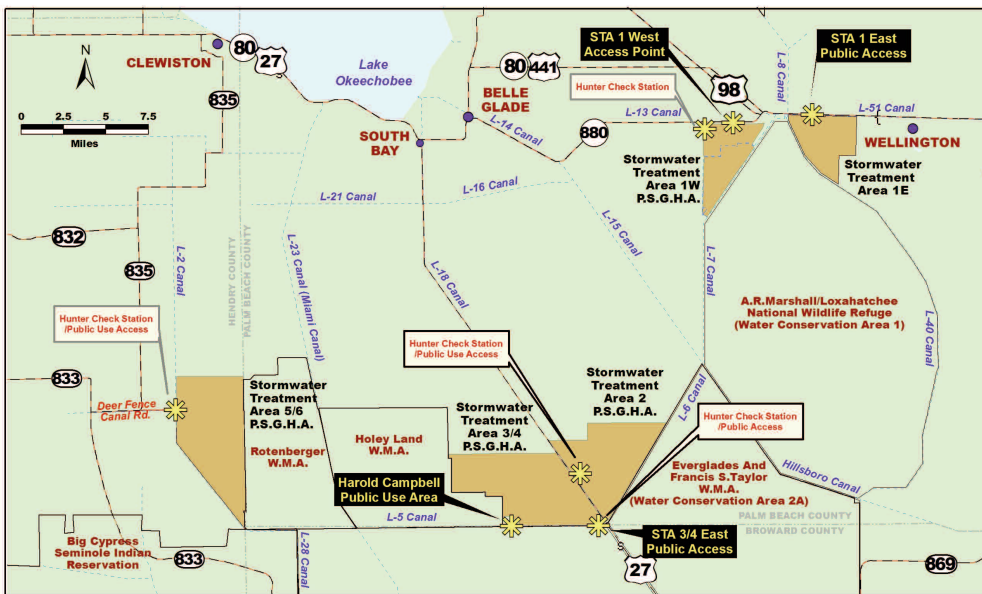 N
CLEWISTON
80
27
835
0 2.5 5 7.5
Miles
Lake
Okeechobee
80
441
BELLE
GLADE
SOUTH
BAY
L-14 Canal
880
STA 1 West
Access Point
Hunter Check Station
98
STA 1 East
Public Access
L-8 Canal
L-13 Canal
L-51 Canal
WELLINGTON
Stormwater
Treatment
Area 1W
P.S.G.H.A.
Stormwater
Treatment
Area 1E
L-16 Canal
L-21 Canal
L-15 Canal
832
835
L-2 Canal
HENDRY COUNTY
PALM BEACH COUNTY
L-23 Canal (Miami Canal)
L-18 Canal
L-7 Canal
A.R.Marshall/Loxahatchee
National Wildlife Refuge
(Water Conservation Area 1)
L-40 Canal
Hunter Check Station
/Public Use Access
833
Deer Fence
Canal Rd.
Stormwater
Treatment
Area 5/6
P.S.G.H.A.
Rotenberger
W.M.A.
Holey Land
W.M.A.
Hunter Check Station
/Public Use Access
Stormwater
Treatment
Area 3/4
P.S.G.H.A.
Stormwater
Treatment
Area 2
P.S.G.H.A.
L-6 Canal
Hunter Check Station
/Public Access
Harold Campbell
Public Use Area
Everglades And
Francis S.Taylor
W.M.A.
(Water Conservation Area 2A)
Hillsboro Canal
L-5 Canal
PALM BEACH COUNTY
BROWARD COUNTY
STA 3/4 East
Public Access
Big Cypress
Seminole Indian
Reservation
833
L-28 Canal
27
869